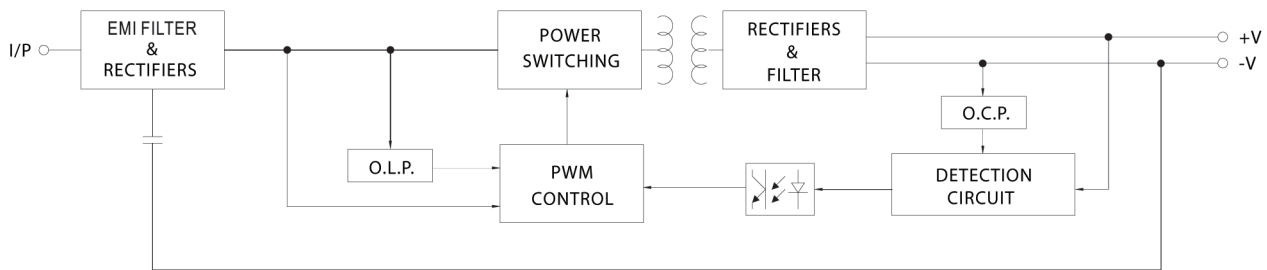 I/P
EMI FILTER
&
RECTIFIERS
POWER
SWITCHING
RECTIFIERS
&
FILTER
+V
-V
O.C.P.
O.L.P.
PWM
CONTROL
DETECTION
CIRCUIT